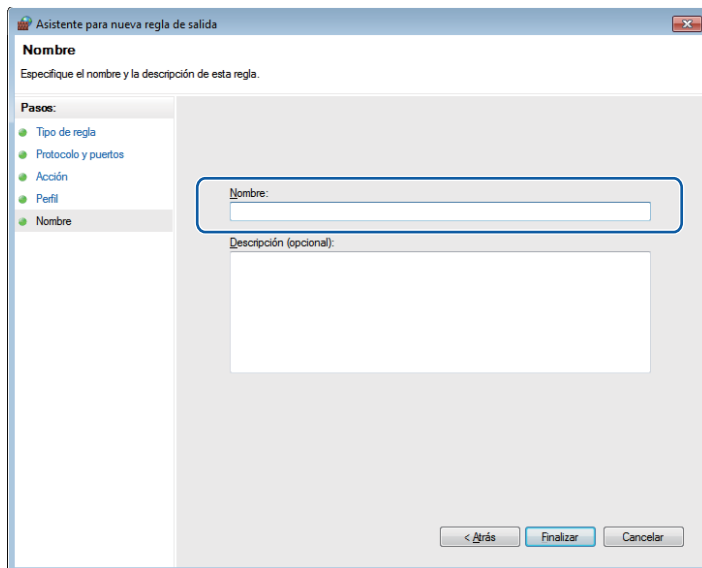 Asistente para nueva regla de salida
Nombre
Especifique el nombre y la descripción de esta regla.
Pasos:
Tipo de regla
Protocolo y puertos
Acción
Perfil
Nombre
Nombre:
Descripción (opcional):
< Atrás
Finalizar
Cancelar